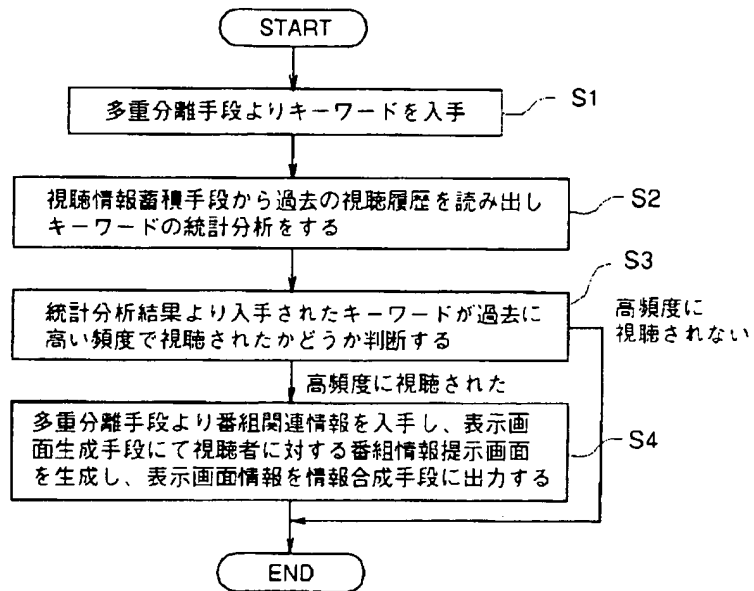 START
多重分離手段よりキーワードを入手
S1
視聴情報蓄積手段から過去の視聴履歴を読み出し
キーワードの統計分析をする
S2
S3
統計分析結果より入手されたキーワードが過去に
高い頻度で視聴されたかどうか判断する
高頻度に
視聴されない
高頻度に視聴された
多重分離手段より番組関連情報を入手し、表示画
面生成手段にて視聴者に対する番組情報提示画面
を生成し、表示画面情報を情報合成手段に出力する
S4
END